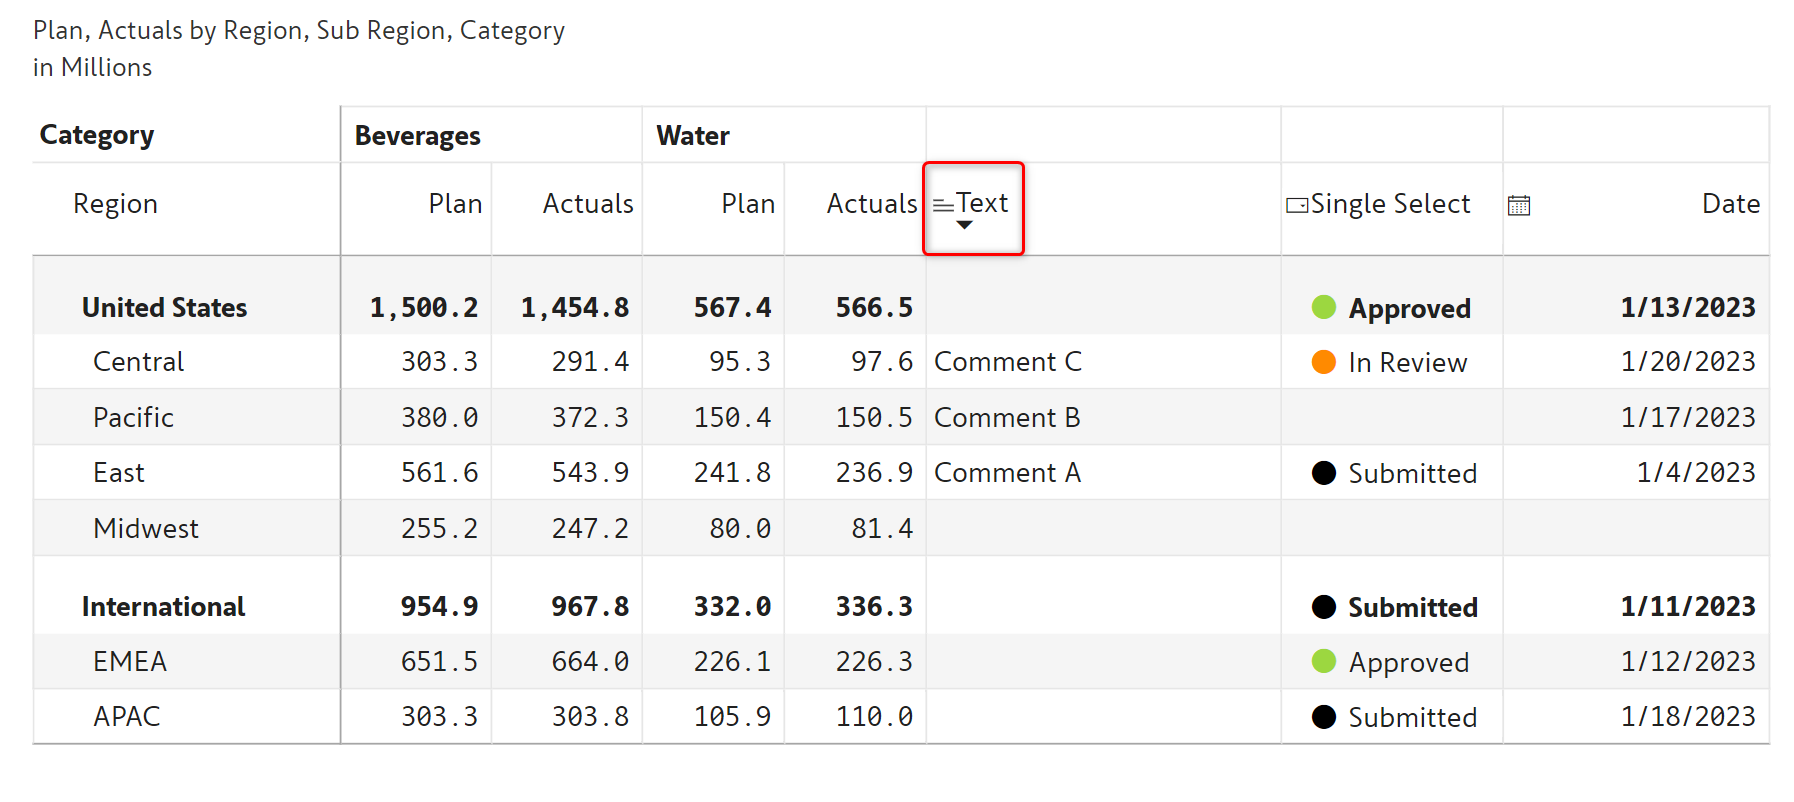 Plan, Actuals by Region, Sub Region, Category
in Millions
Category Beverages Water
Region Plan Actuals Plan Actuals Text Single Select Date
United States 1,500.2 1,454.8 567.4 566.5 Approved 1/13/2023
Central 303.3 291.4 95.3 97.6 Comment C In Review 1/20/2023
Pacific 380.0 372.3 150.4 150.5 Comment B 1/17/2023
East 561.6 543.9 241.8 236.9 Comment A Submitted 1/4/2023
Midwest 255.2 247.2 80.0 81.4
International 954.9 967.8 332.0 336.3 Submitted 1/11/2023
EMEA 651.5 664.0 226.1 226.3 Approved 1/12/2023
APAC 303.3 303.8 105.9 110.0 Submitted 1/18/2023